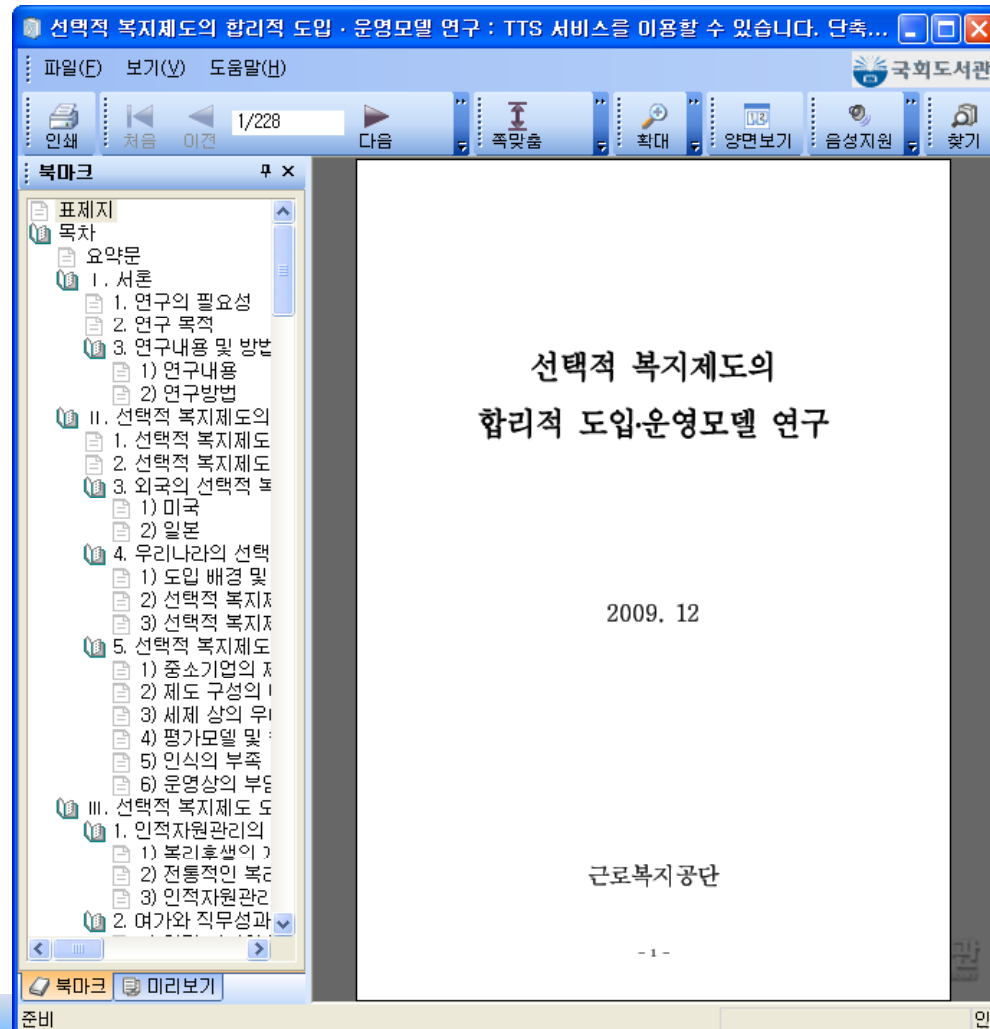 선택적 복지제도의 합리적 도입·운영모델 연구 : TTS 서비스를 이용할 수 있습니다. 단축...
파일(F) 보기(V) 도움말(H)
국회도서관
인쇄 처음 이전 1/228 다음 쪽맞춤 확대 양면보기 음성지원 찾기
북마크
표제지
목차
요약문
I. 서론
1. 연구의 필요성
2. 연구 목적
3. 연구내용 및 방법
1) 연구내용
2) 연구방법
II. 선택적 복지제도의
1. 선택적 복지제도
2. 선택적 복지제도
3. 외국의 선택적
1) 미국
2) 일본
4. 우리나라의 선택
1) 도입 배경 및
2) 선택적 복지
3) 선택적 복지
5. 선택적 복지제도
1) 중소기업의
2) 제도 구성의
3) 세제 상의
4) 평가모델 및
5) 인식의 부족
6) 운영상의
III. 선택적 복지제도
1. 인적자원관리의
1) 복리후생의
2) 전통적인
3) 인적자원관리
2. 여가와 직무성과
북마크 미리보기
준비
선택적 복지제도의
합리적 도입·운영모델 연구
2009. 12
근로복지공단
- 1 -